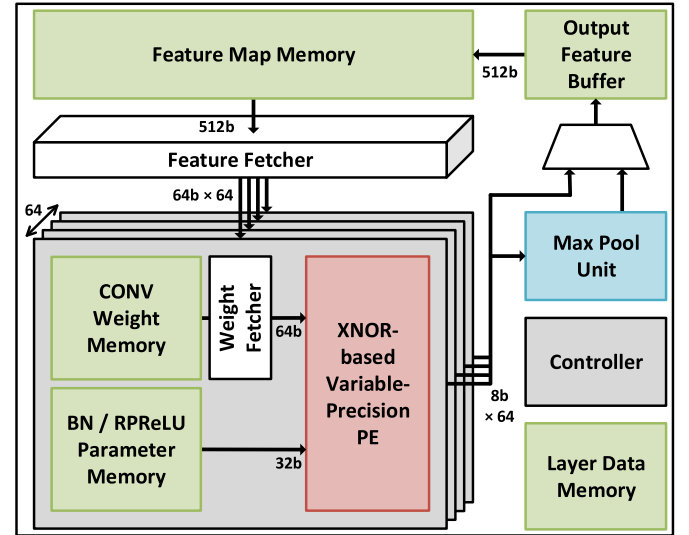 Feature Map Memory
Output
Feature
Buffer
512b
512b
Feature Fetcher
64b × 64
64
CONV
Weight
Memory
Weight
Fetcher
64b
XNOR-
based
Variable-
Precision
PE
BN / RPReLU
Parameter
Memory
32b
Max Pool
Unit
Controller
8b
× 64
Layer Data
Memory